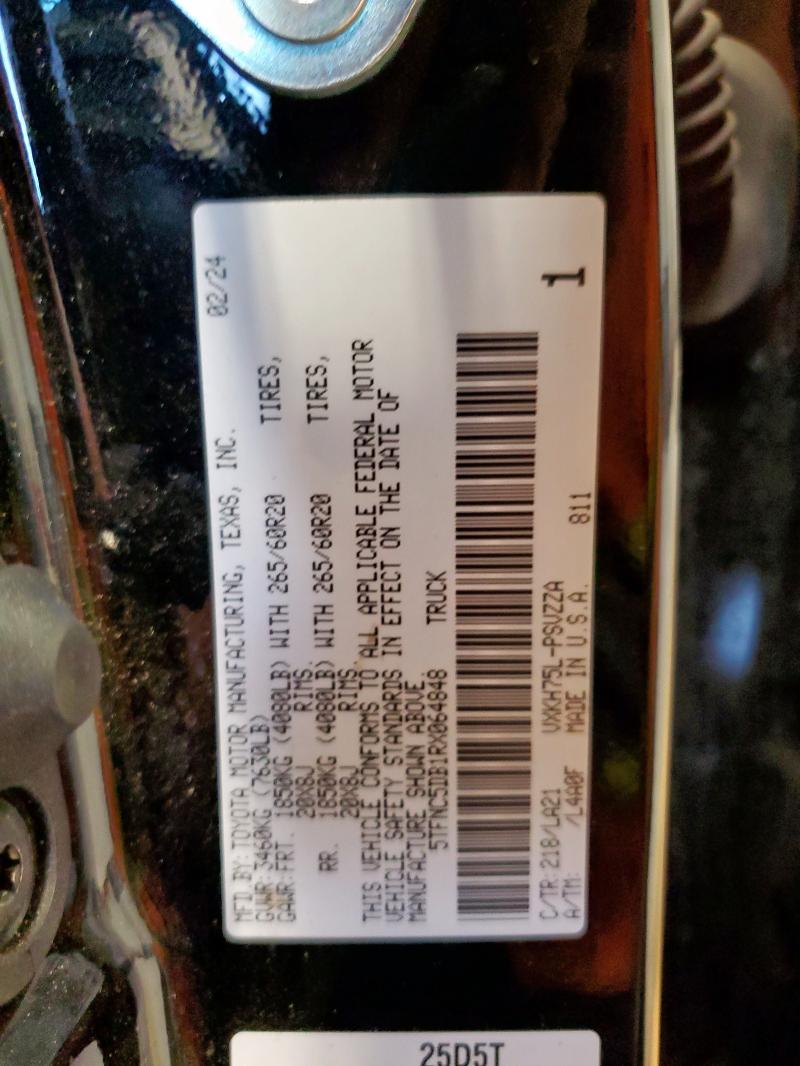 MFD.BY: TOYOTA MOTOR MANUFACTURING, TEXAS, INC. 02/24
GVWR: 3460KG (7630LB)
GAWR: FRT. 1850KG (4080LB) WITH 265/60R20 TIRES,
20X8J RIMS.
RR. 1850KG (4080LB) WITH 265/60R20 TIRES,
20X8J RIMS
THIS VEHICLE CONFORMS TO ALL APPLICABLE FEDERAL MOTOR
VEHICLE SAFETY STANDARDS IN EFFECT ON THE DATE OF
MANUFACTURE SHOWN ABOVE.
5TFNC5DB1RX064848 TRUCK
C/TR: 218/LA21 VXKH75L-PSVZZA
A/TM: /L4A0F MADE IN U.S.A. 811
1
25D5T